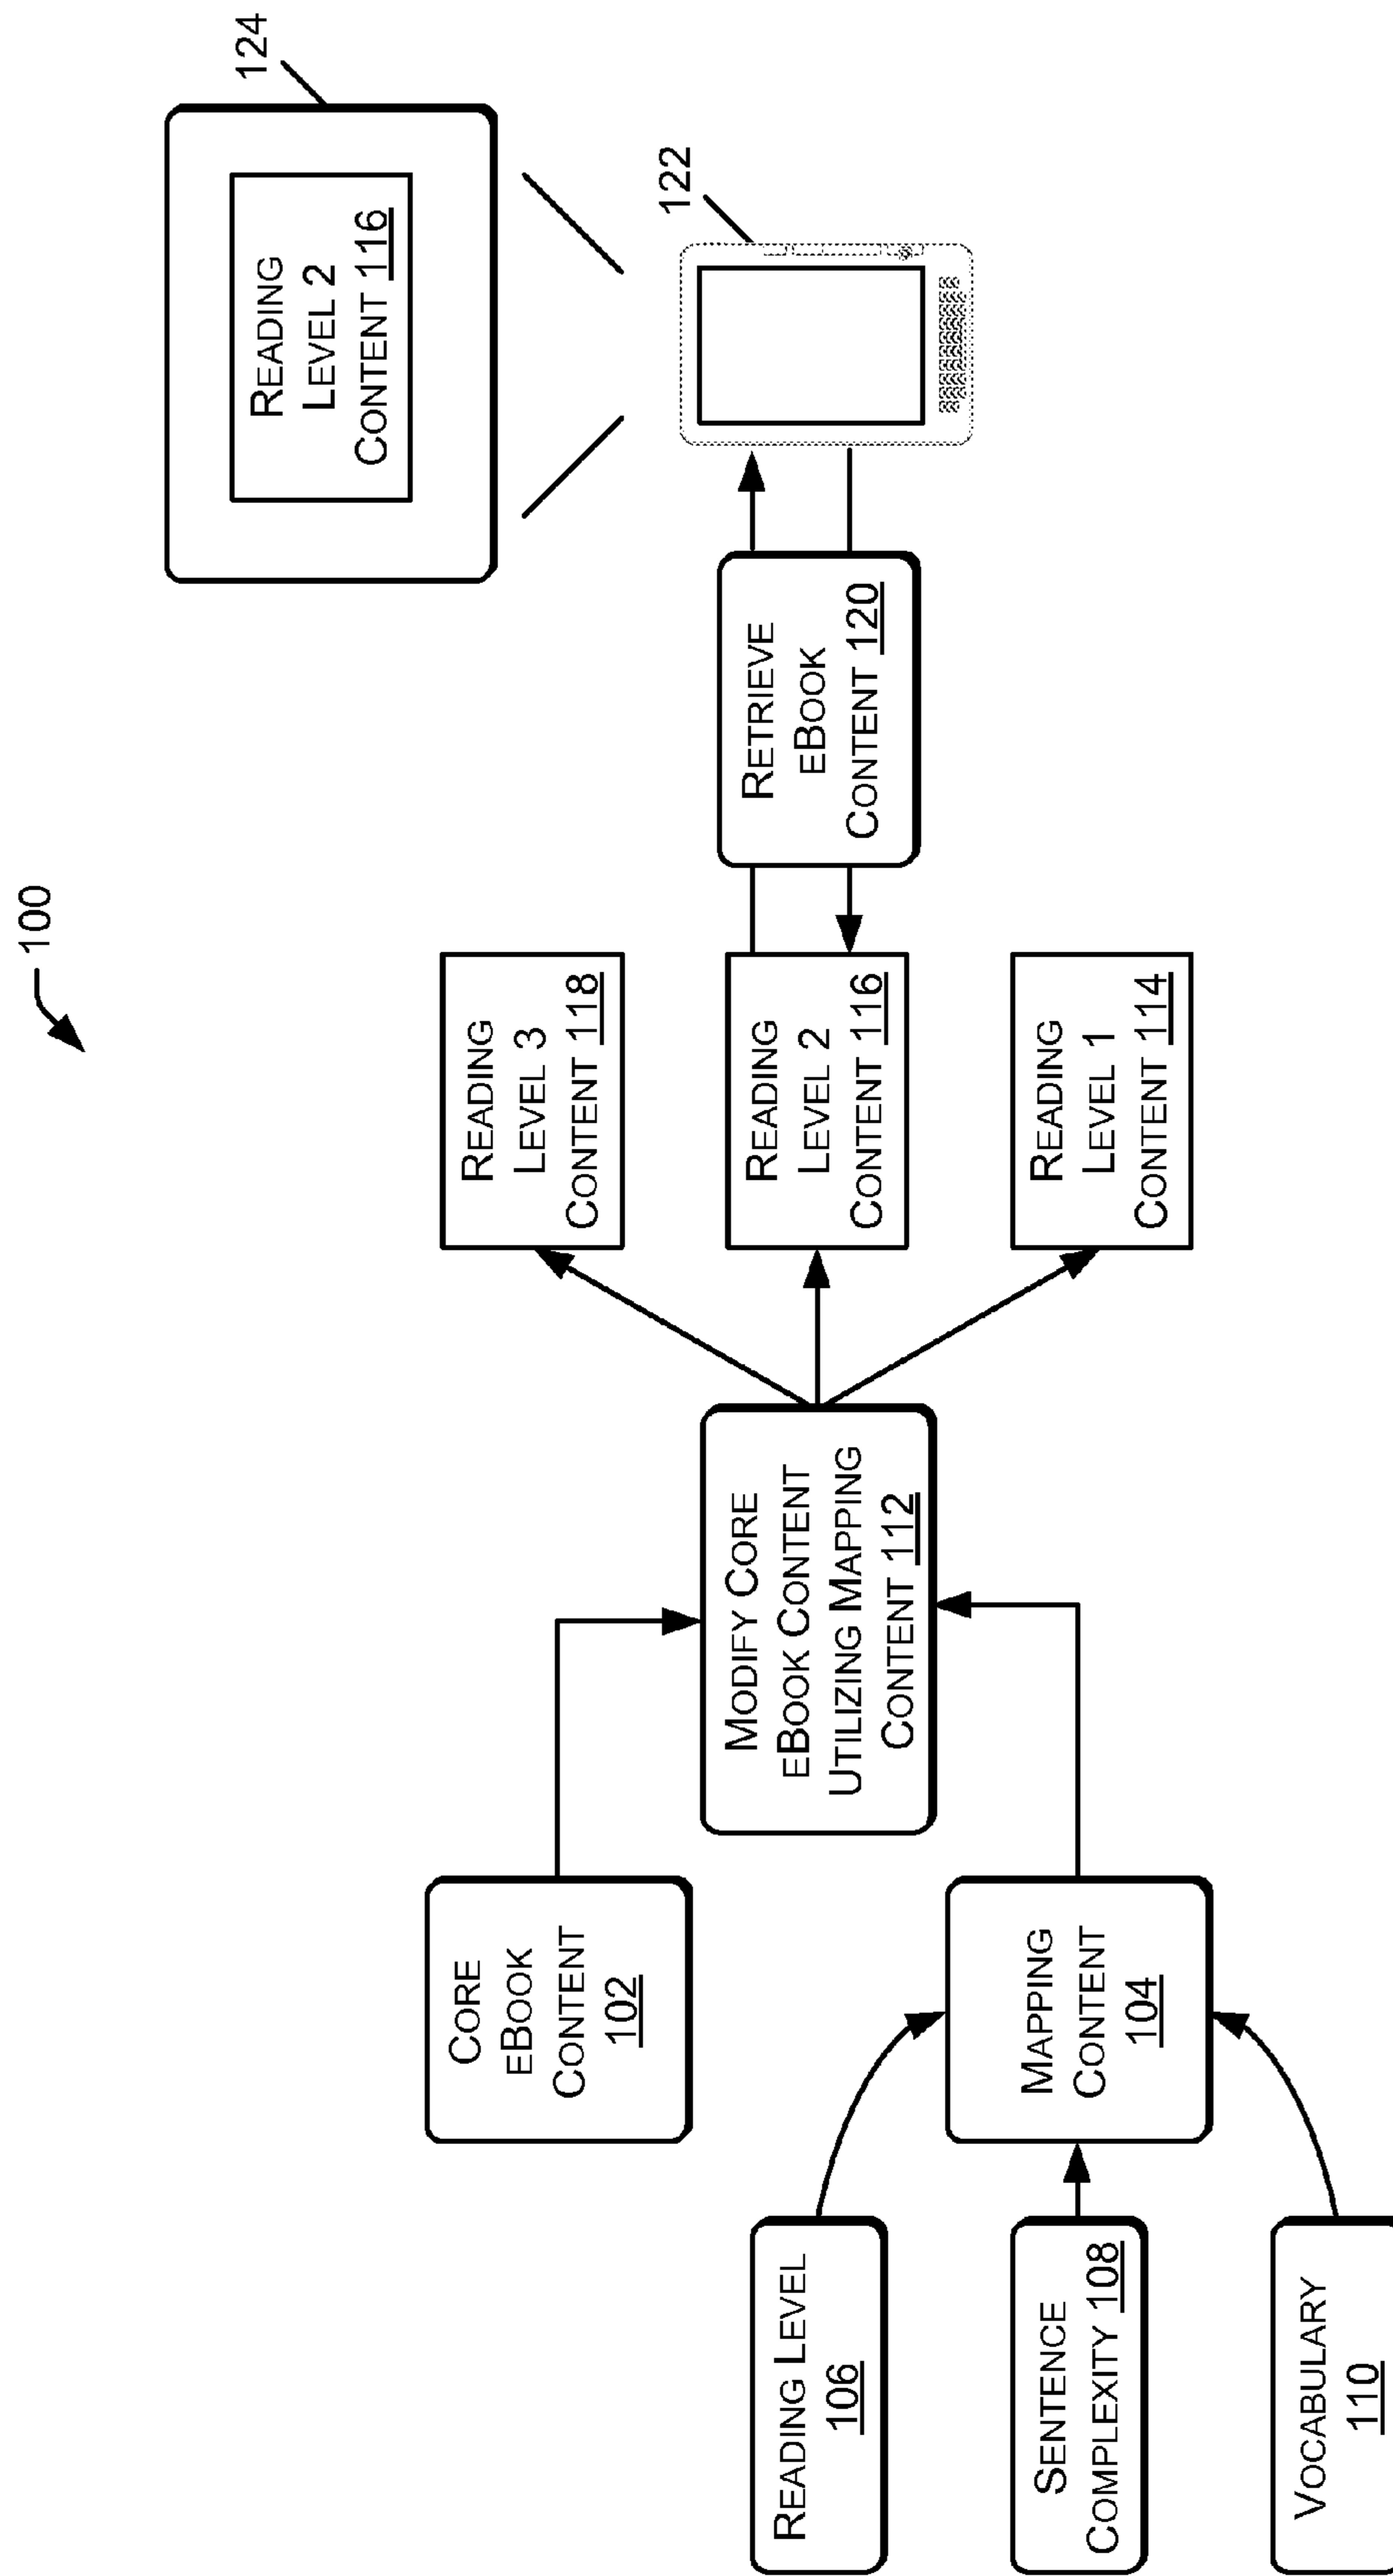 100
CORE
EBOOK
CONTENT
102
READING LEVEL
106
SENTENCE
COMPLEXITY 108
VOCABULARY
110
MAPPING
CONTENT
104
MODIFY CORE
EBOOK CONTENT
UTILIZING MAPPING
CONTENT 112
READING
LEVEL 3
CONTENT 118
READING
LEVEL 2
CONTENT 116
READING
LEVEL 1
CONTENT 114
RETRIEVE
EBOOK
CONTENT 120
122
READING
LEVEL 2
CONTENT 116
124